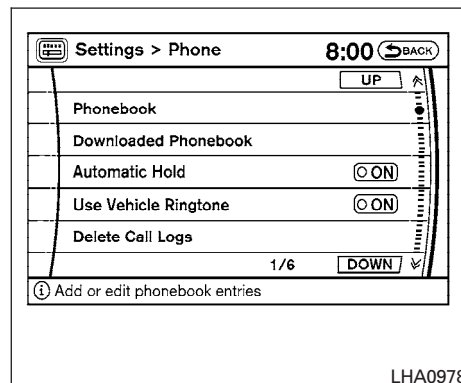 Settings > Phone 8:00 BACK
UP
Phonebook
Downloaded Phonebook
Automatic Hold ON
Use Vehicle Ringtone ON
Delete Call Logs
1/6 DOWN
i Add or edit phonebook entries
LHA0978